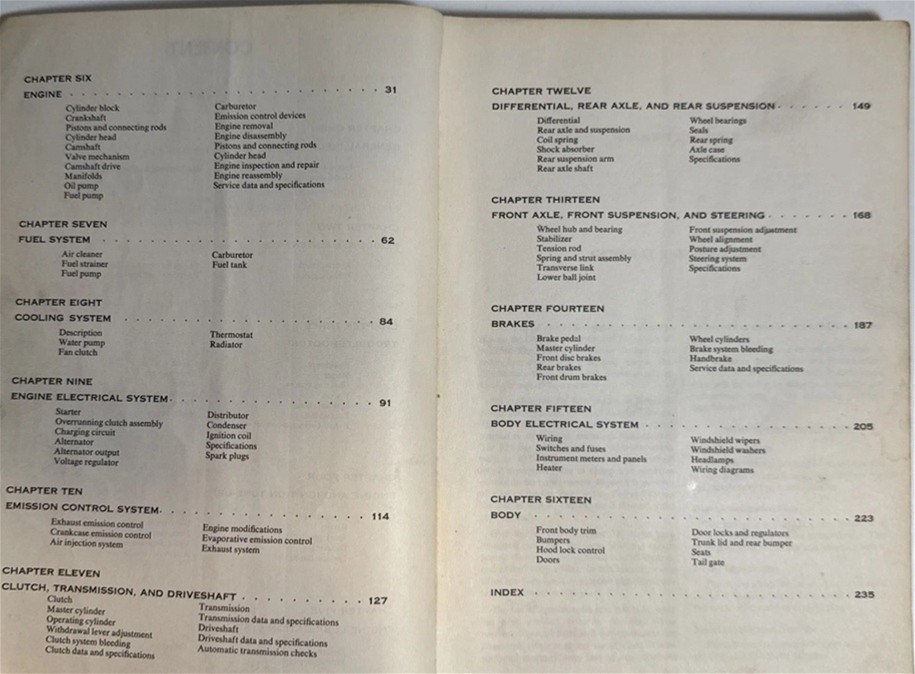 CHAPTER SIX
ENGINE . . . . . . . . . . . . . . . . . . . . 31
Cylinder block
Crankshaft
Pistons and connecting rods
Cylinder head
Camshaft
Valve mechanism
Camshaft drive
Manifolds
Oil pump
Fuel pump
Carburetor
Emission control devices
Engine removal
Engine disassembly
Pistons and connecting rods
Cylinder head
Engine inspection and repair
Engine reassembly
Service data and specifications
CHAPTER SEVEN
FUEL SYSTEM . . . . . . . . . . . . . . . . . . 62
Air cleaner
Fuel strainer
Fuel pump
Carburetor
Fuel tank
CHAPTER EIGHT
COOLING SYSTEM . . . . . . . . . . . . . . . . 84
Description
Water pump
Fan clutch
Thermostat
Radiator
CHAPTER NINE
ENGINE ELECTRICAL SYSTEM . . . . . . . . . . . . 91
Starter
Overrunning clutch assembly
Charging circuit
Alternator
Alternator output
Voltage regulator
Distributor
Condenser
Ignition coil
Specifications
Spark plugs
CHAPTER TEN
EMISSION CONTROL SYSTEM . . . . . . . . . . . . 114
Exhaust emission control
Crankcase emission control
Air injection system
Engine modifications
Evaporative emission control
Exhaust system
CHAPTER ELEVEN
CLUTCH, TRANSMISSION, AND DRIVESHAFT . . . . . . . . 127
Clutch
Master cylinder
Operating cylinder
Withdrawal lever adjustment
Clutch system bleeding
Clutch data and specifications
Transmission
Transmission data and specifications
Driveshaft
Driveshaft data and specifications
Automatic transmission checks
CHAPTER TWELVE
DIFFERENTIAL, REAR AXLE, AND REAR SUSPENSION . . . . . 149
Differential
Rear axle and suspension
Coil spring
Shock absorber
Rear suspension arm
Rear axle shaft
Wheel bearings
Seals
Rear spring
Axle case
Specifications
CHAPTER THIRTEEN
FRONT AXLE, FRONT SUSPENSION, AND STEERING . . . . . . 168
Wheel hub and bearing
Stabilizer
Tension rod
Spring and strut assembly
Transverse link
Lower ball joint
Front suspension adjustment
Wheel alignment
Posture adjustment
Steering system
Specifications
CHAPTER FOURTEEN
BRAKES . . . . . . . . . . . . . . . . . . . . 187
Brake pedal
Master cylinder
Front disc brakes
Rear brakes
Front drum brakes
Wheel cylinders
Brake system bleeding
Handbrake
Service data and specifications
CHAPTER FIFTEEN
BODY ELECTRICAL SYSTEM . . . . . . . . . . . . . 205
Wiring
Switches and fuses
Instrument meters and panels
Heater
Windshield wipers
Windshield washers
Headlamps
Wiring diagrams
CHAPTER SIXTEEN
BODY . . . . . . . . . . . . . . . . . . . . . 223
Front body trim
Bumpers
Hood lock control
Doors
Door locks and regulators
Trunk lid and rear bumper
Seats
Tail gate
INDEX . . . . . . . . . . . . . . . . . . . . . 235